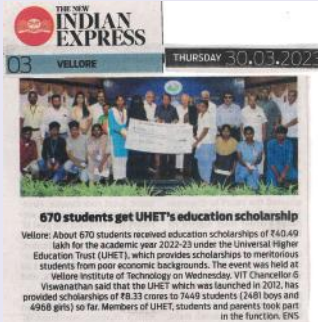 THE NEW
INDIAN
EXPRESS
03 VELLORE THURSDAY 30.03.2023
670 students get UHET's education scholarship
Vellore: About 670 students received education scholarships of ₹40.49
lakh for the academic year 2022-23 under the Universal Higher
Education Trust (UHET), which provides scholarships to meritorious
students from poor economic backgrounds. The event was held at
Vellore Institute of Technology on Wednesday. VIT Chancellor G
Viswanathan said that the UHET which was launched in 2012, has
provided scholarships of ₹8.33 crores to 7449 students (2481 boys and
4968 girls) so far. Members of UHET, students and parents took part
in the function. ENS